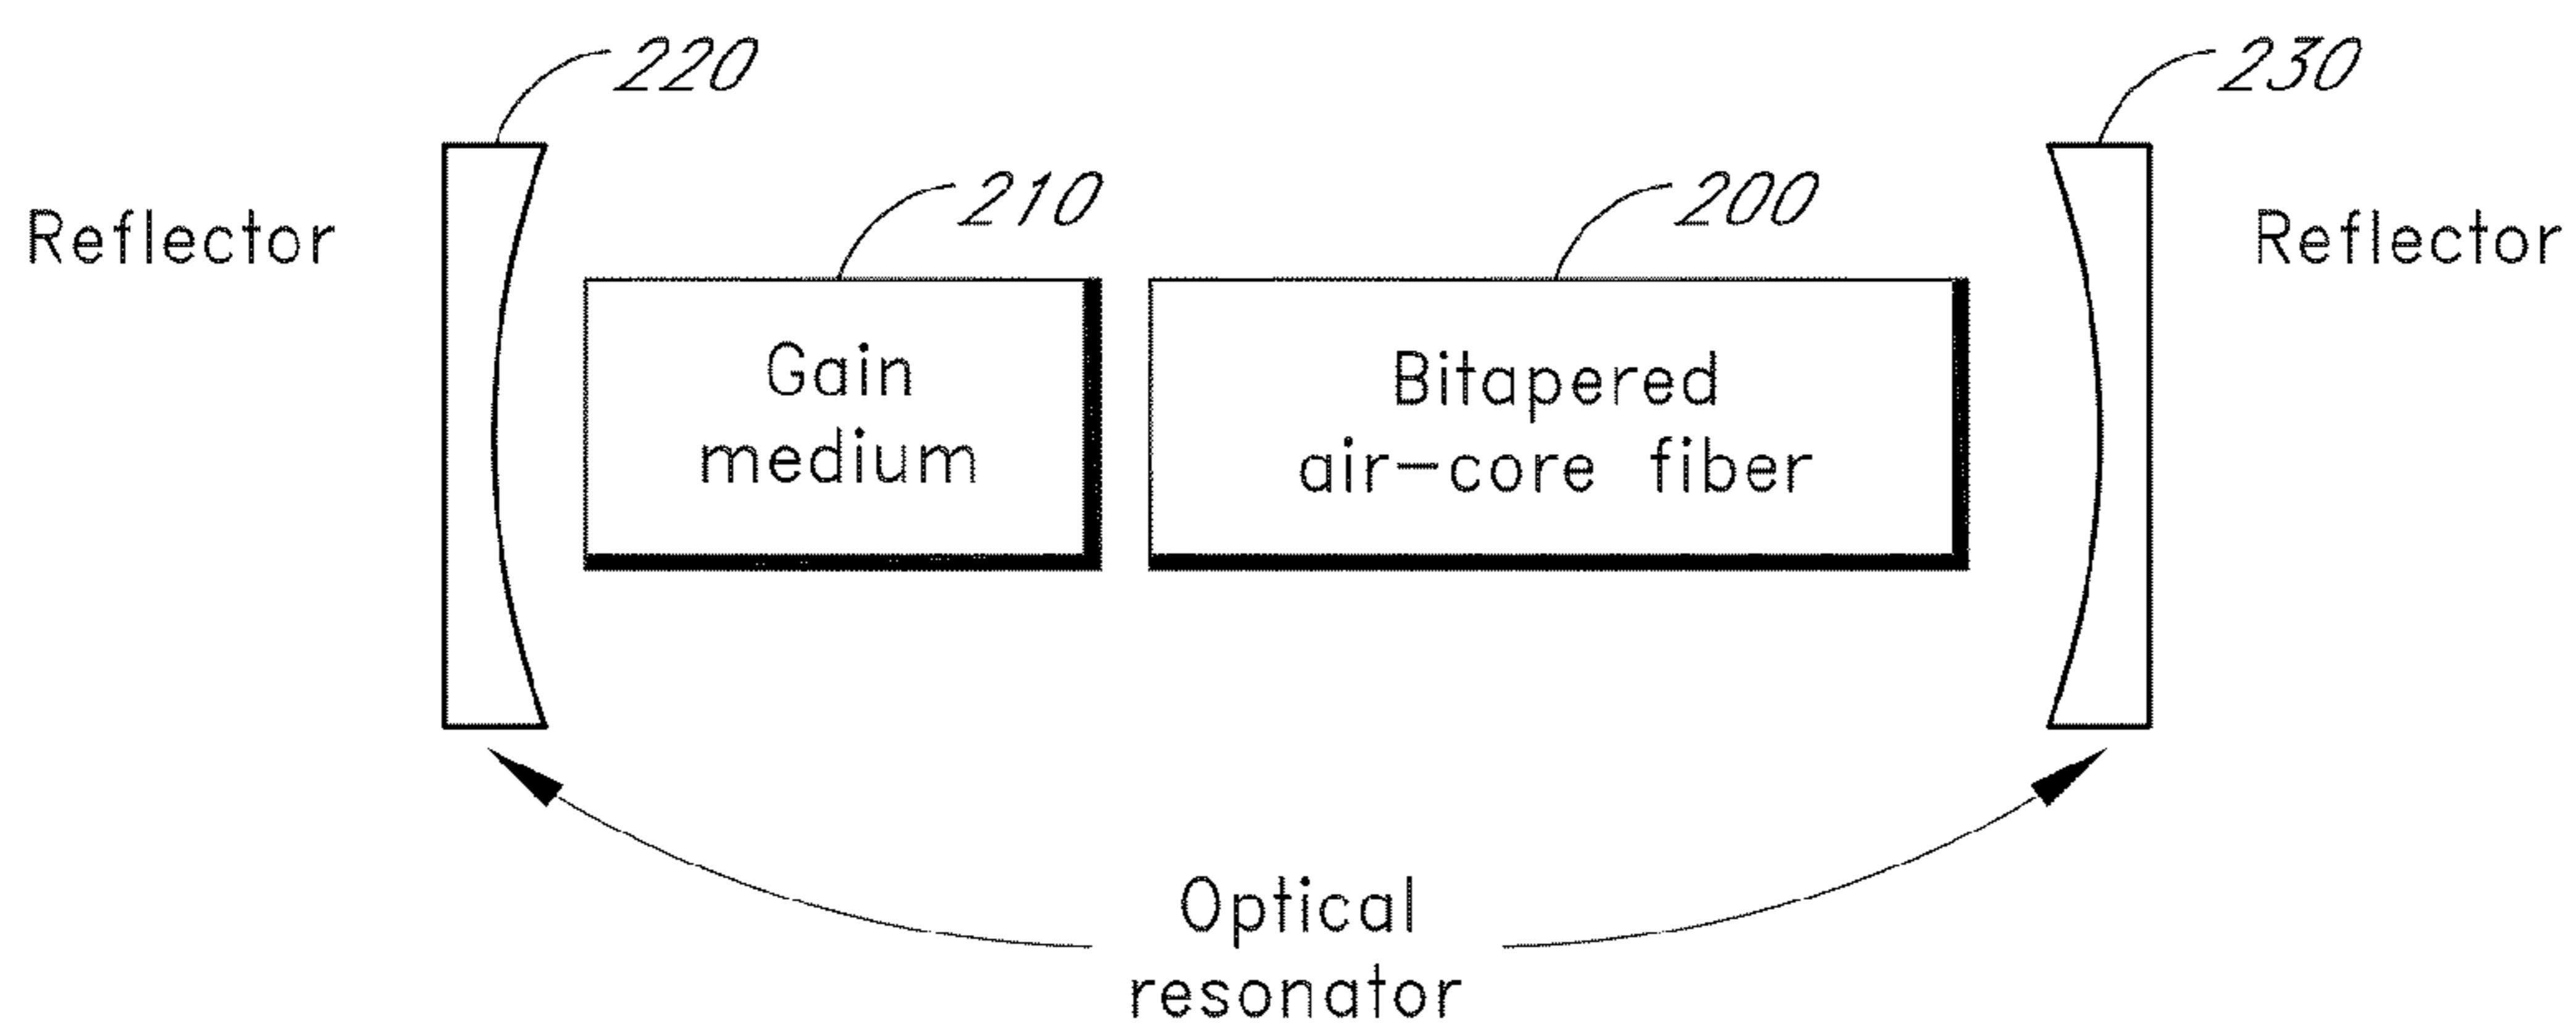 220
230
210
200
Reflector
Reflector
Gain
medium
Bitapered
air-core fiber
Optical
resonator